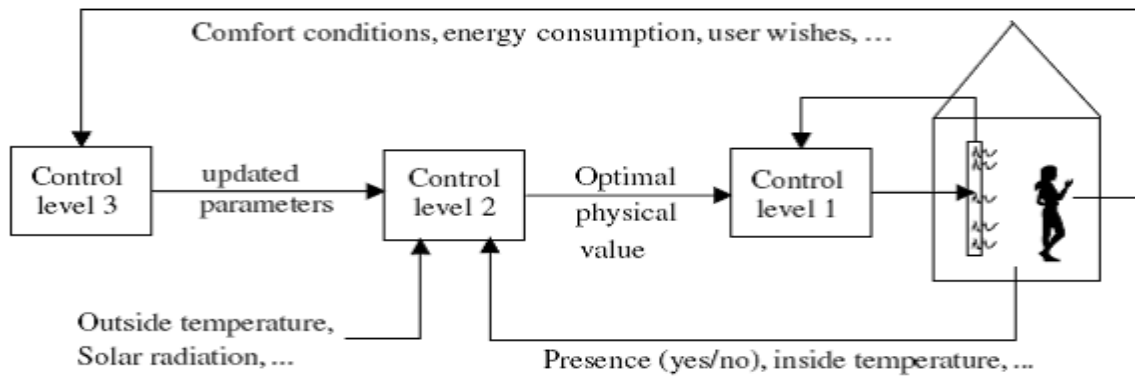 Comfort conditions, energy consumption, user wishes, ...
Control
level 3
updated
parameters
Control
level 2
Optimal
physical
value
Control
level 1
Outside temperature,
Solar radiation, ...
Presence (yes/no), inside temperature, ...